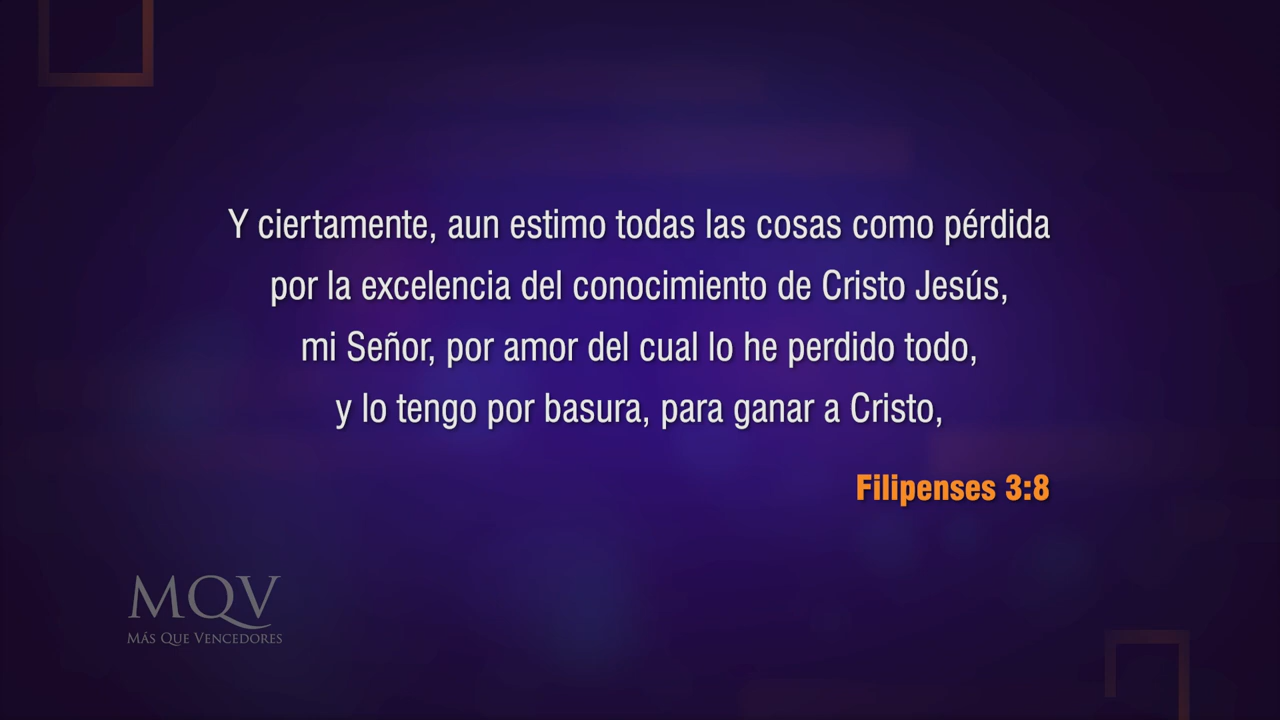 Y ciertamente, aun estimo todas las cosas como pérdida
por la excelencia del conocimiento de Cristo Jesús,
mi Señor, por amor del cual lo he perdido todo,
y lo tengo por basura, para ganar a Cristo,
Filipenses 3:8
MQV
MÁS QUE VENCEDORES